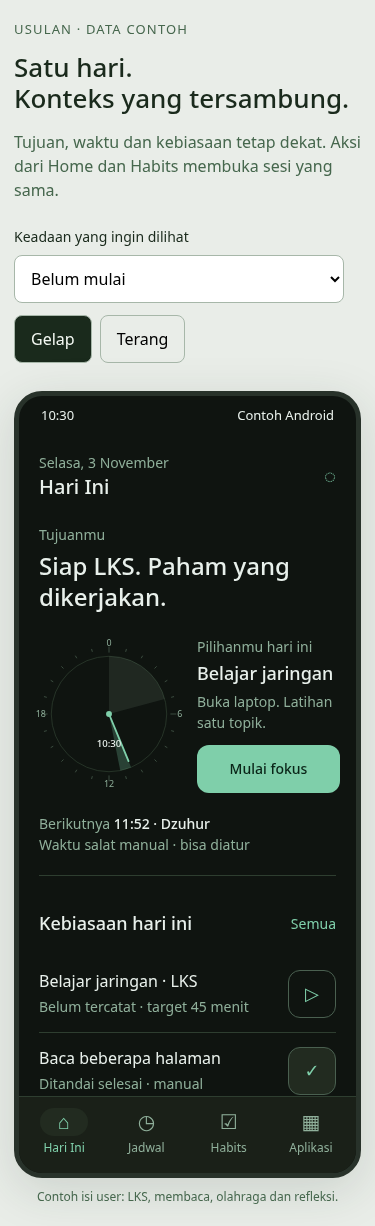 USULAN · DATA CONTOH
Satu hari.
Konteks yang tersambung.
Tujuan, waktu dan kebiasaan tetap dekat. Aksi
dari Home dan Habits membuka sesi yang
sama.
Keadaan yang ingin dilihat
Belum mulai
Gelap
Terang
10:30
Contoh Android
Selasa, 3 November
Hari Ini
Tujuanmu
Siap LKS. Paham yang
dikerjakan.
0
18
6
10:30
12
Pilihanmu hari ini
Belajar jaringan
Buka laptop. Latihan
satu topik.
Mulai fokus
Berikutnya 11:52 · Dzuhur
Waktu salat manual · bisa diatur
Kebiasaan hari ini
Semua
Belajar jaringan · LKS
Belum tercatat · target 45 menit
Baca beberapa halaman
Ditandai selesai · manual
Hari Ini
Jadwal
Habits
Aplikasi
Contoh isi user: LKS, membaca, olahraga dan refleksi.